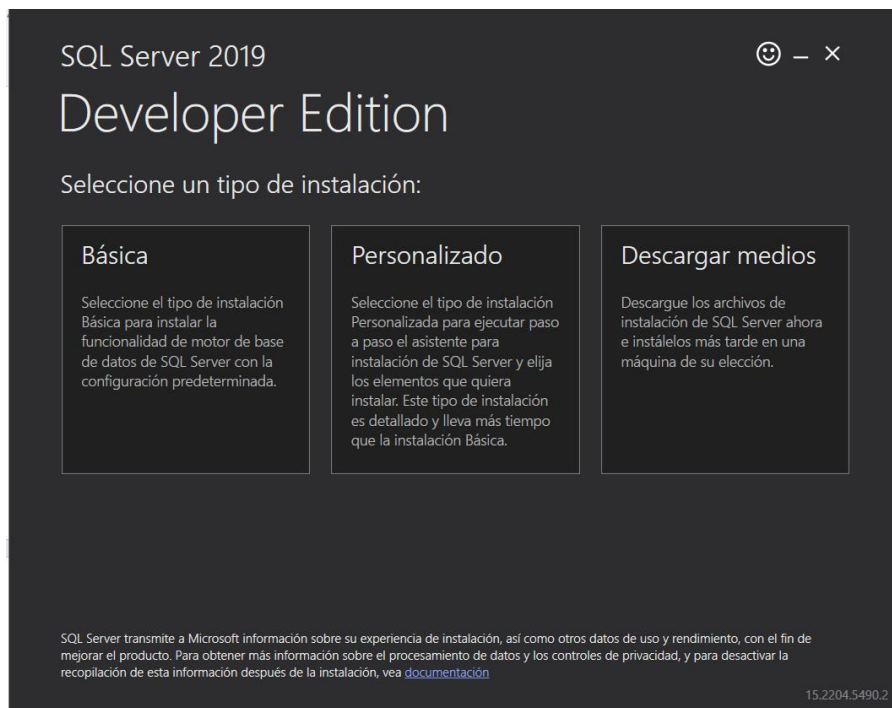 SQL Server 2019
Developer Edition
Seleccione un tipo de instalación:
Básica
Seleccione el tipo de instalación
Básica para instalar la
funcionalidad de motor de base
de datos de SQL Server con la
configuración predeterminada.
Personalizado
Seleccione el tipo de instalación
Personalizada para ejecutar paso
a paso el asistente para
instalación de SQL Server y elija
los elementos que quiera
instalar. Este tipo de instalación
es detallado y lleva más tiempo
que la instalación Básica.
Descargar medios
Descargue los archivos de
instalación de SQL Server ahora
e instálelos más tarde en una
máquina de su elección.
SQL Server transmite a Microsoft información sobre su experiencia de instalación, así como otros datos de uso y rendimiento, con el fin de
mejorar el producto. Para obtener más información sobre el procesamiento de datos y los controles de privacidad, y para desactivar la
recopilación de esta información después de la instalación, vea documentación
15.2204.5490.2